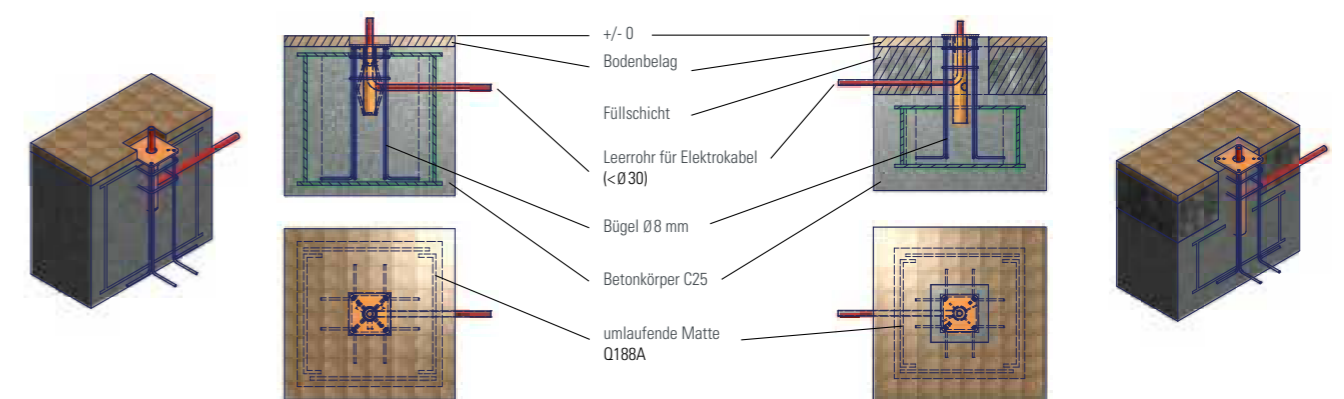 +/- 0
Bodenbelag
Füllschicht
Leerrohr für Elektrokabel
(<Ø30)
Bügel Ø8 mm
Betonkörper C25
umlaufende Matte
Q188A